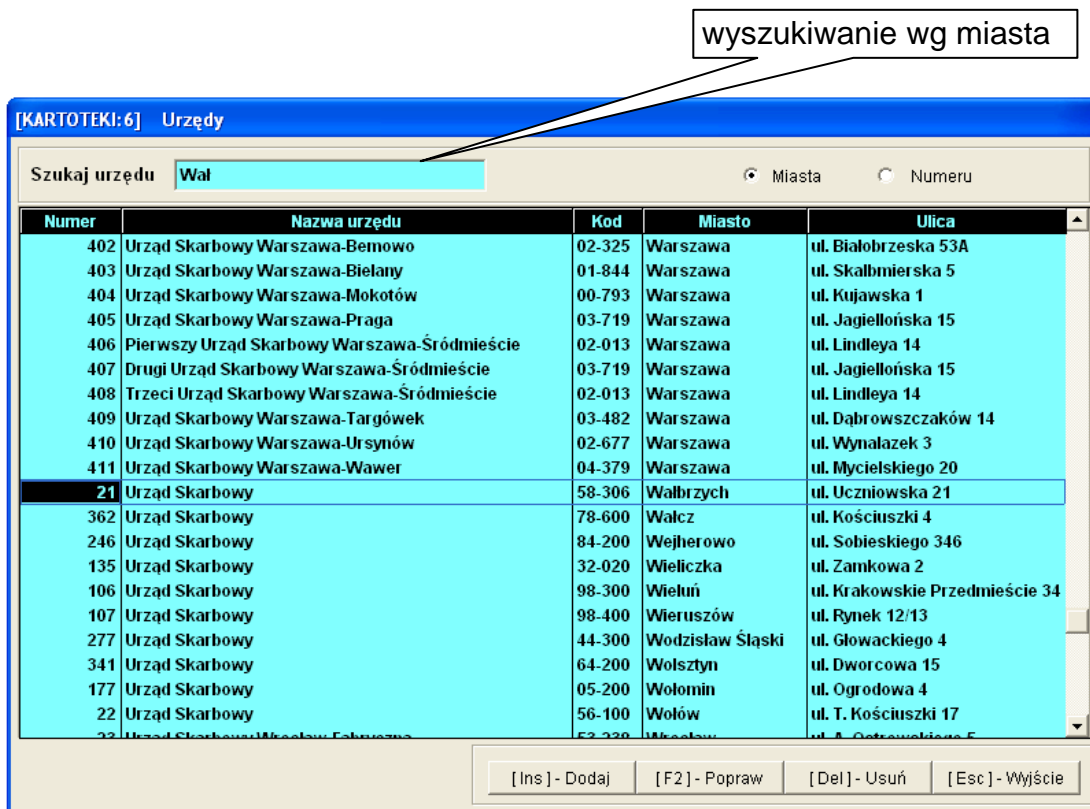 wyszukiwanie wg miasta
[KARTOTEKI:6] Urzędy
Szukaj urzędu Wał Miasta Numeru
Numer Nazwa urzędu Kod Miasto Ulica
402 Urząd Skarbowy Warszawa-Bemowo 02-325 Warszawa ul. Białobrzeska 53A
403 Urząd Skarbowy Warszawa-Bielany 01-844 Warszawa ul. Skalbmierska 5
404 Urząd Skarbowy Warszawa-Mokotów 00-793 Warszawa ul. Kujawska 1
405 Urząd Skarbowy Warszawa-Praga 03-719 Warszawa ul. Jagiellońska 15
406 Pierwszy Urząd Skarbowy Warszawa-Śródmieście 02-013 Warszawa ul. Lindleya 14
407 Drugi Urząd Skarbowy Warszawa-Śródmieście 03-719 Warszawa ul. Jagiellońska 15
408 Trzeci Urząd Skarbowy Warszawa-Śródmieście 02-013 Warszawa ul. Lindleya 14
409 Urząd Skarbowy Warszawa-Targówek 03-482 Warszawa ul. Dąbrowszczaków 14
410 Urząd Skarbowy Warszawa-Ursynów 02-677 Warszawa ul. Wynalazek 3
411 Urząd Skarbowy Warszawa-Wawer 04-379 Warszawa ul. Mycielskiego 20
21 Urząd Skarbowy 58-306 Wałbrzych ul. Uczniowska 21
362 Urząd Skarbowy 78-600 Wałcz ul. Kościuszki 4
246 Urząd Skarbowy 84-200 Wejherowo ul. Sobieskiego 346
135 Urząd Skarbowy 32-020 Wieliczka ul. Zamkowa 2
106 Urząd Skarbowy 98-300 Wieluń ul. Krakowskie Przedmieście 34
107 Urząd Skarbowy 98-400 Wieruszów ul. Rynek 12/13
277 Urząd Skarbowy 44-300 Wodzisław Śląski ul. Głowackiego 4
341 Urząd Skarbowy 64-200 Wolsztyn ul. Dworcowa 15
177 Urząd Skarbowy 05-200 Wołomin ul. Ogrodowa 4
22 Urząd Skarbowy 56-100 Wołów ul. T. Kościuszki 17
23 Urząd Skarbowy Wrocław-Fabryczna 53-238 Wrocław ul. A. Ostrowskiego 5
[ Ins ] - Dodaj [ F2 ] - Popraw [ Del ] - Usuń [ Esc ] - Wyjście